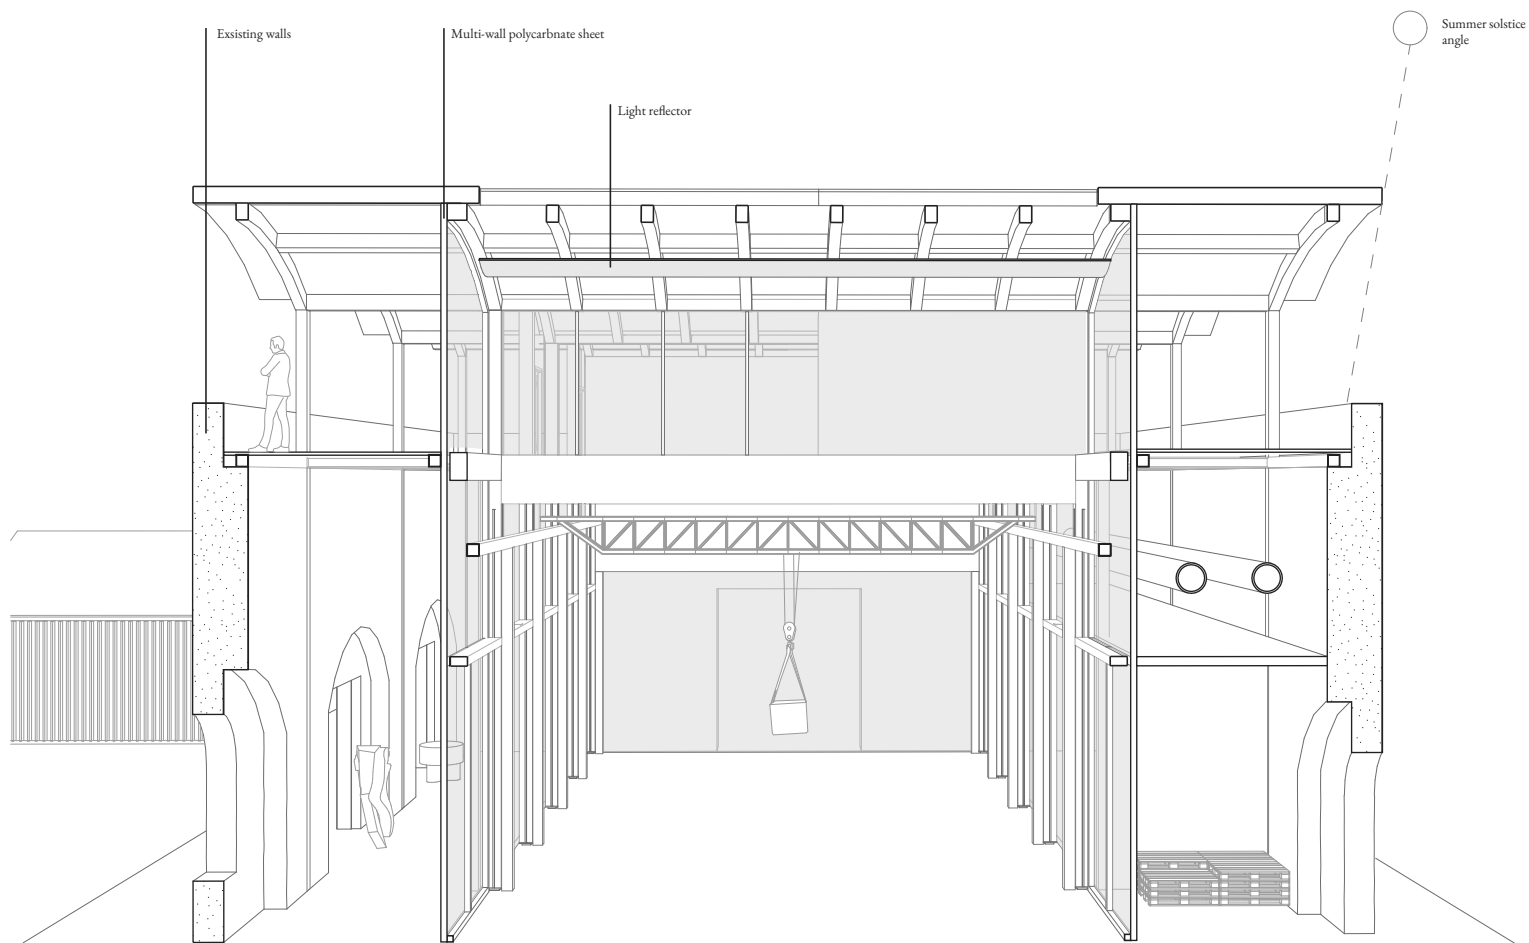 Exsisting walls
Multi-wall polycarbnate sheet
Light reflector
Summer solstice
angle